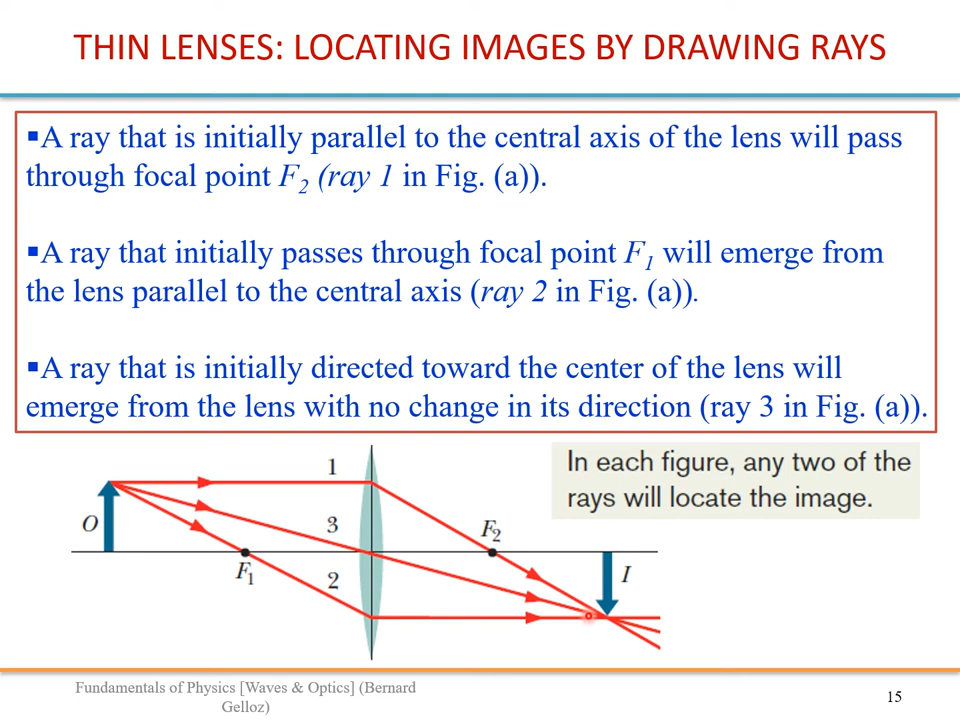 THIN LENSES: LOCATING IMAGES BY DRAWING RAYS
▪A ray that is initially parallel to the central axis of the lens will pass
through focal point F2 (ray 1 in Fig. (a)).
▪A ray that initially passes through focal point F1 will emerge from
the lens parallel to the central axis (ray 2 in Fig. (a)).
▪A ray that is initially directed toward the center of the lens will
emerge from the lens with no change in its direction (ray 3 in Fig. (a)).
In each figure, any two of the
rays will locate the image.
1
O
3
F2
F1
2
I
Fundamentals of Physics [Waves & Optics] (Bernard
Gelloz)
15